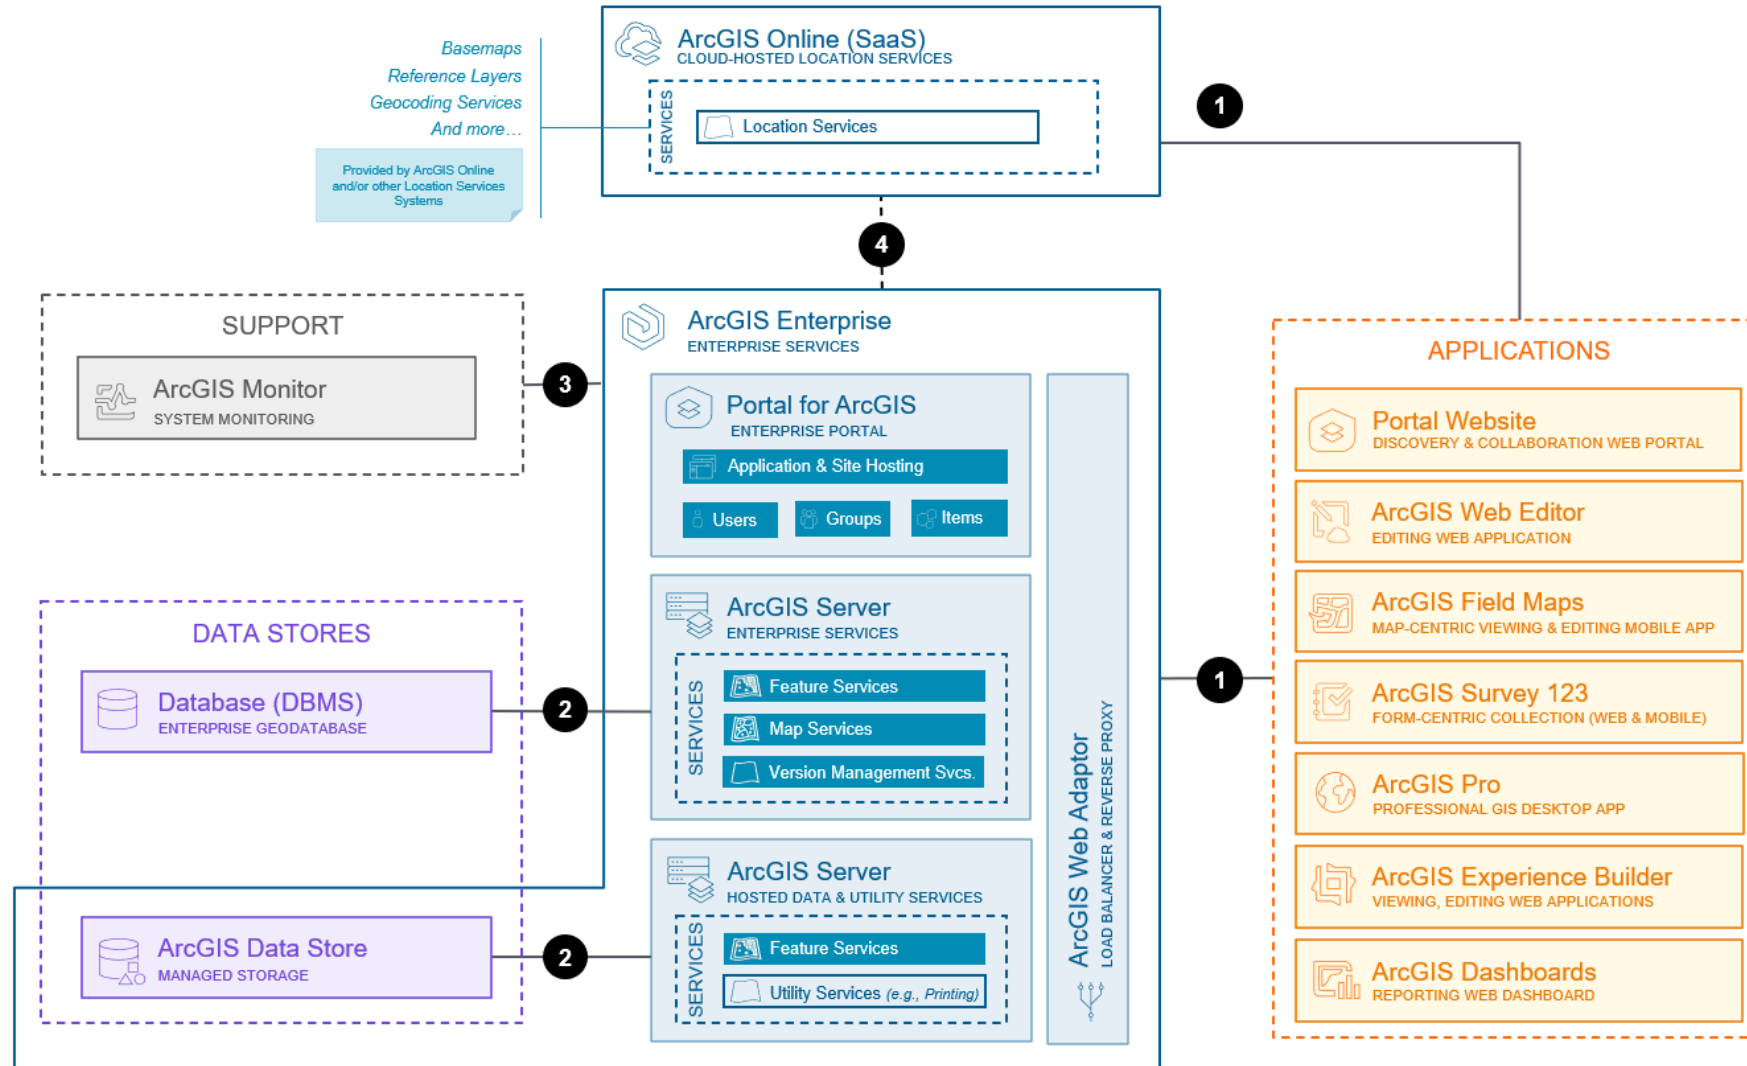 Basemaps
Reference Layers
Geocoding Services
And more…
Provided by ArcGIS Online
and/or other Location Services
Systems
ArcGIS Online (SaaS)
CLOUD-HOSTED LOCATION SERVICES
SERVICES
Location Services
1
4
SUPPORT
ArcGIS Monitor
SYSTEM MONITORING
3
ArcGIS Enterprise
ENTERPRISE SERVICES
Portal for ArcGIS
ENTERPRISE PORTAL
Application & Site Hosting
Users
Groups
Items
DATA STORES
Database (DBMS)
ENTERPRISE GEODATABASE
2
ArcGIS Server
ENTERPRISE SERVICES
SERVICES
Feature Services
Map Services
Version Management Svcs.
ArcGIS Data Store
MANAGED STORAGE
2
ArcGIS Server
HOSTED DATA & UTILITY SERVICES
SERVICES
Feature Services
Utility Services (e.g., Printing)
ArcGIS Web Adaptor
LOAD BALANCER & REVERSE PROXY
1
APPLICATIONS
Portal Website
DISCOVERY & COLLABORATION WEB PORTAL
ArcGIS Web Editor
EDITING WEB APPLICATION
ArcGIS Field Maps
MAP-CENTRIC VIEWING & EDITING MOBILE APP
ArcGIS Survey 123
FORM-CENTRIC COLLECTION (WEB & MOBILE)
ArcGIS Pro
PROFESSIONAL GIS DESKTOP APP
ArcGIS Experience Builder
VIEWING, EDITING WEB APPLICATIONS
ArcGIS Dashboards
REPORTING WEB DASHBOARD